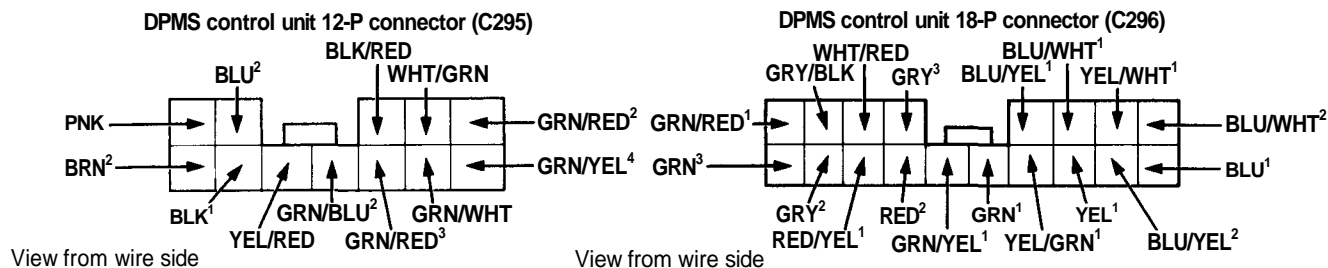 DPMS control unit 12-P connector (C295)
BLK/RED
BLU²
WHT/GRN
PNK
GRN/RED²
BRN²
GRN/YEL⁴
BLK¹
GRN/BLU²
GRN/WHT
YEL/RED
GRN/RED³
View from wire side
DPMS control unit 18-P connector (C296)
WHT/RED
BLU/WHT¹
GRY/BLK
GRY³
BLU/YEL¹
YEL/WHT¹
GRN/RED¹
BLU/WHT²
GRN³
BLU¹
GRY²
RED²
GRN¹
YEL¹
RED/YEL¹
GRN/YEL¹
YEL/GRN¹
BLU/YEL²
View from wire side